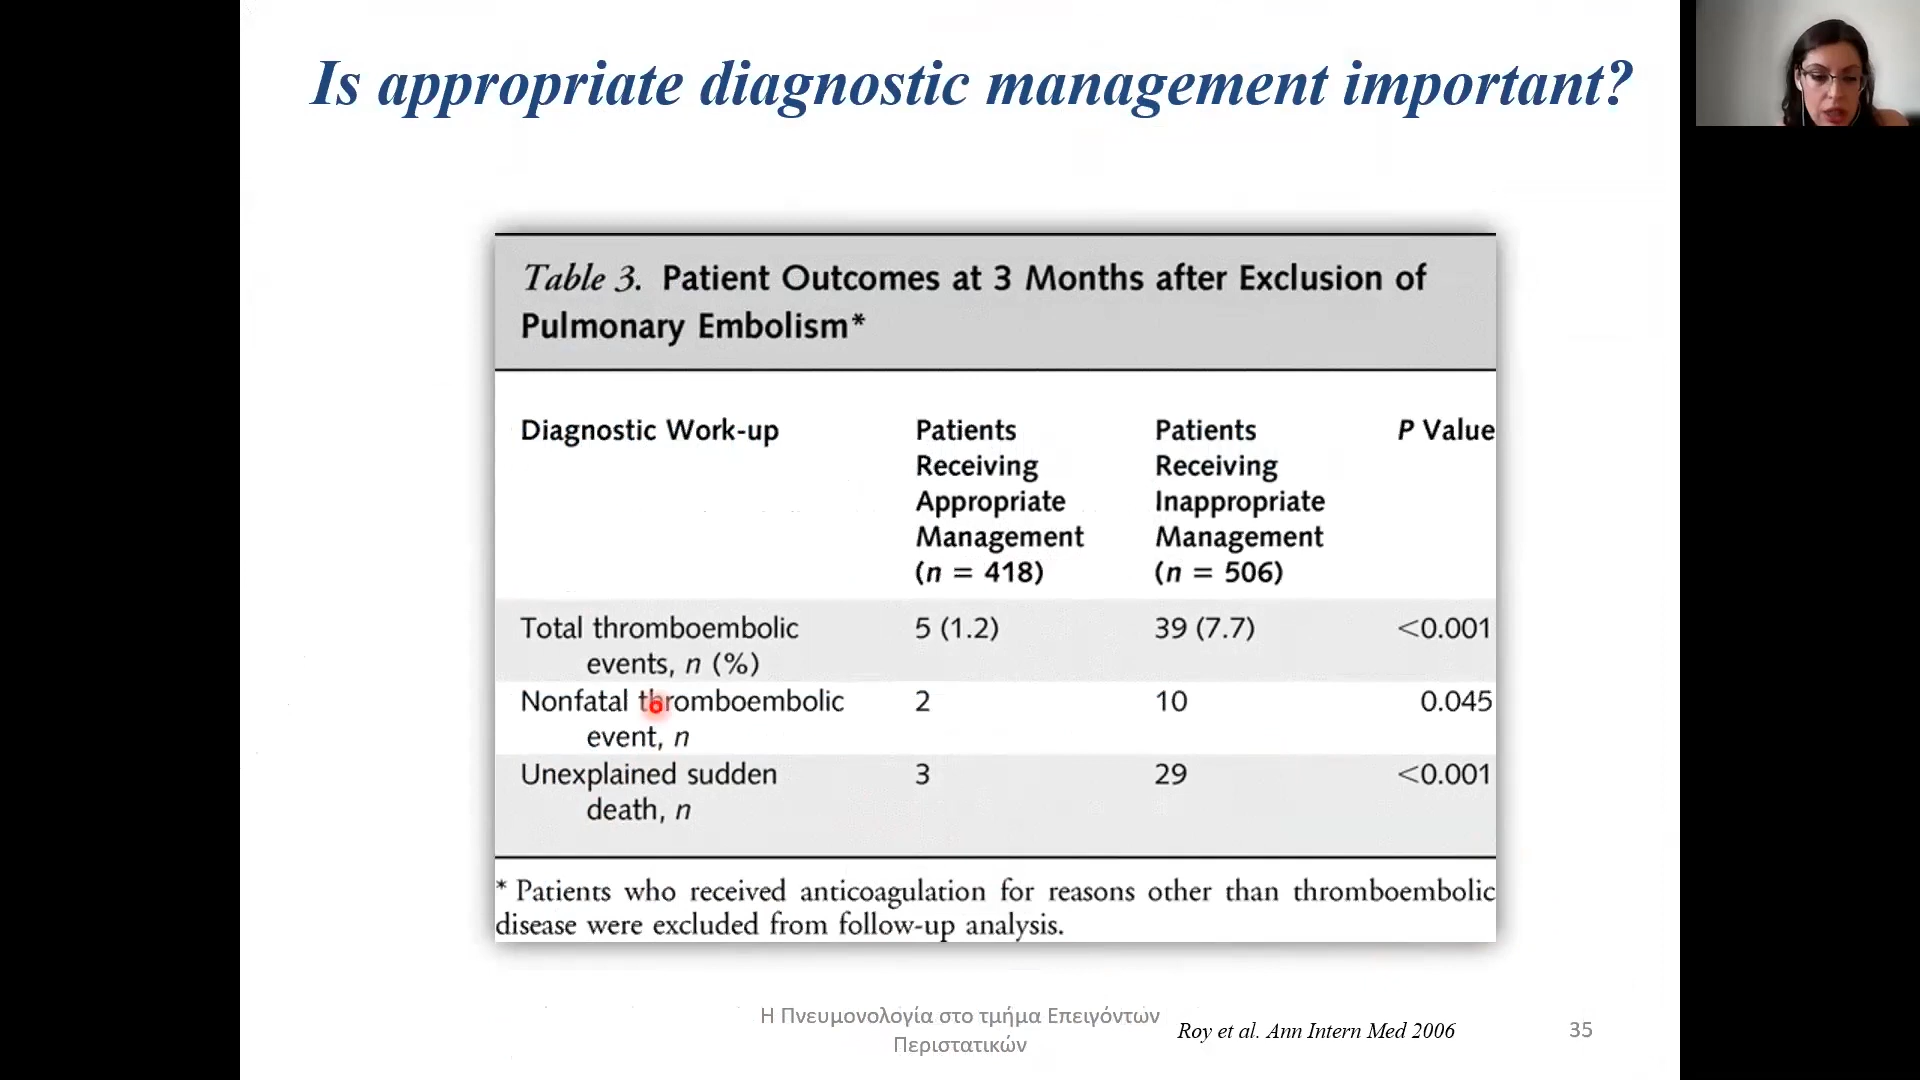 Is appropriate diagnostic management important?
Table 3. Patient Outcomes at 3 Months after Exclusion of
Pulmonary Embolism*
Diagnostic Work-up
Patients
Receiving
Appropriate
Management
(n = 418)
Patients
Receiving
Inappropriate
Management
(n = 506)
P Value
Total thromboembolic
events, n (%)
5 (1.2)
39 (7.7)
<0.001
Nonfatal thromboembolic
event, n
2
10
0.045
Unexplained sudden
death, n
3
29
<0.001
* Patients who received anticoagulation for reasons other than thromboembolic
disease were excluded from follow-up analysis.
Η Πνευμονολογία στο τμήμα Επειγόντων
Περιστατικών
Roy et al. Ann Intern Med 2006
35